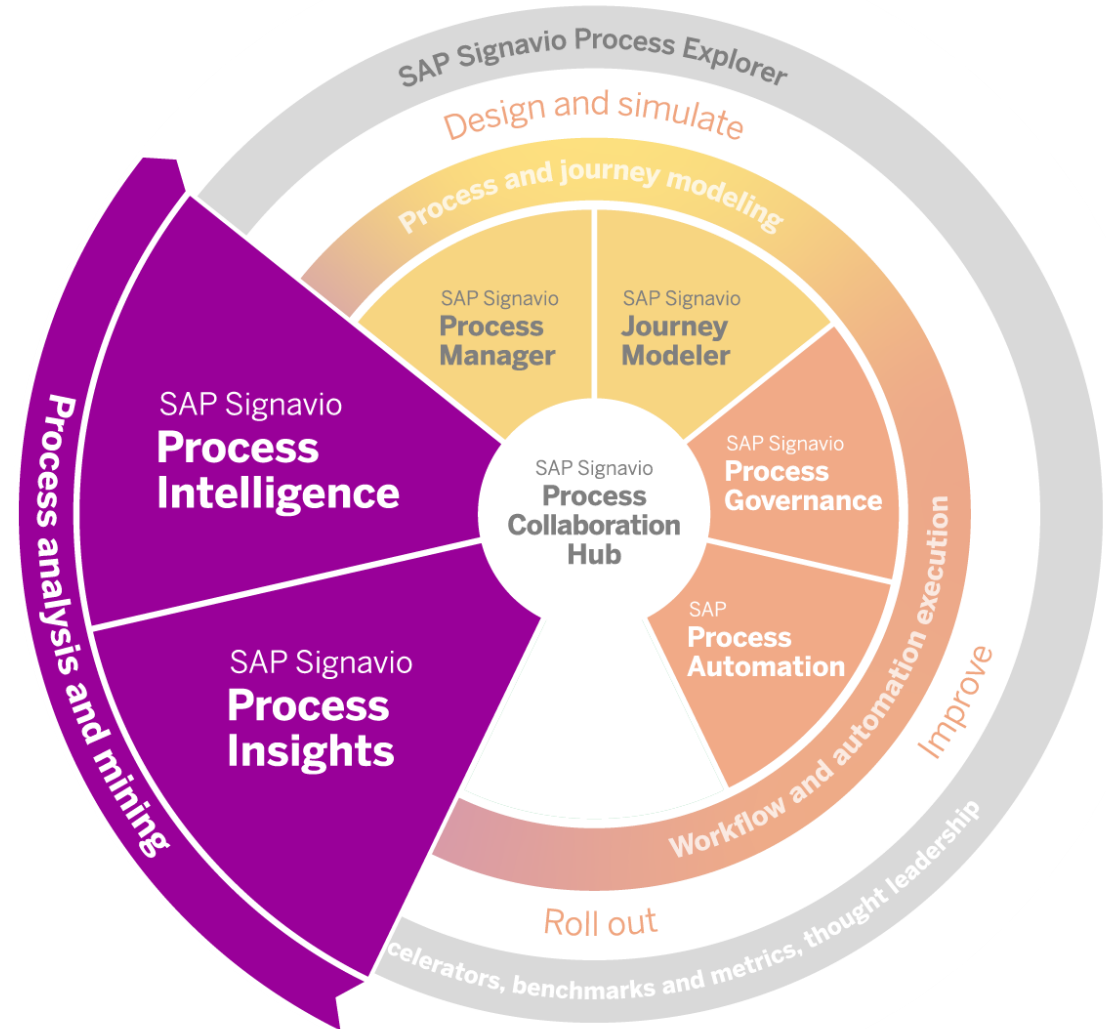 SAP Signavio Process Explorer
Design and simulate
Process and journey modeling
SAP Signavio
Process
Manager
SAP Signavio
Journey
Modeler
SAP Signavio
Process
Intelligence
SAP Signavio
Process
Collaboration
Hub
SAP Signavio
Process
Governance
SAP
Process
Automation
SAP Signavio
Process
Insights
Process analysis and mining
Workflow and automation execution
Improve
Roll out
celerators, benchmarks and metrics, thought leadership